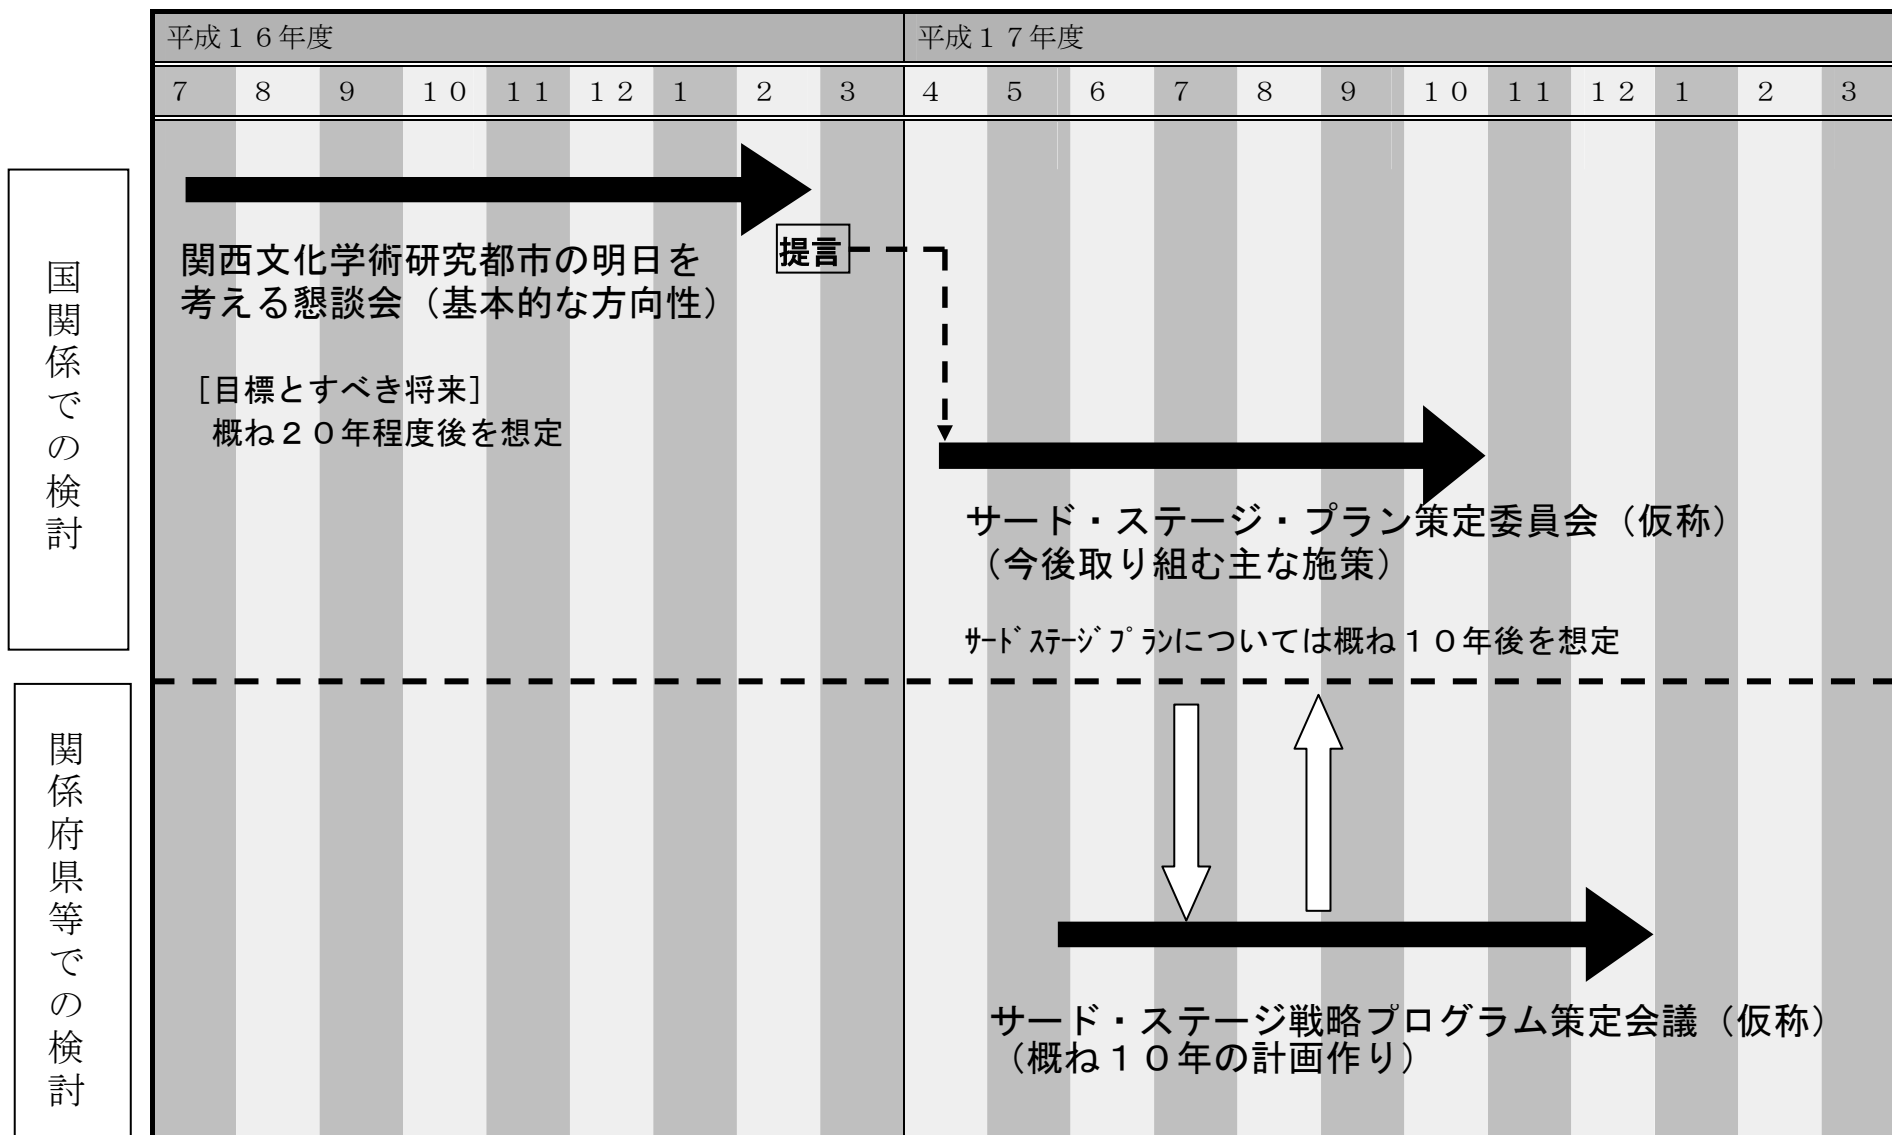 平成１６年度 平成１７年度
７ ８ ９ １０ １１ １２ １ ２ ３ ４ ５ ６ ７ ８ ９ １０ １１ １２ １ ２ ３
国関係での検討
関西文化学術研究都市の明日を
考える懇談会（基本的な方向性）
提言
［目標とすべき将来］
概ね２０年程度後を想定
サード・ステージ・プラン策定委員会（仮称）
（今後取り組む主な施策）
ｻｰﾄﾞｽﾃｰｼﾞﾌﾟﾗﾝについては概ね１０年後を想定
関係府県等での検討
サード・ステージ戦略プログラム策定会議（仮称）
（概ね１０年の計画作り）